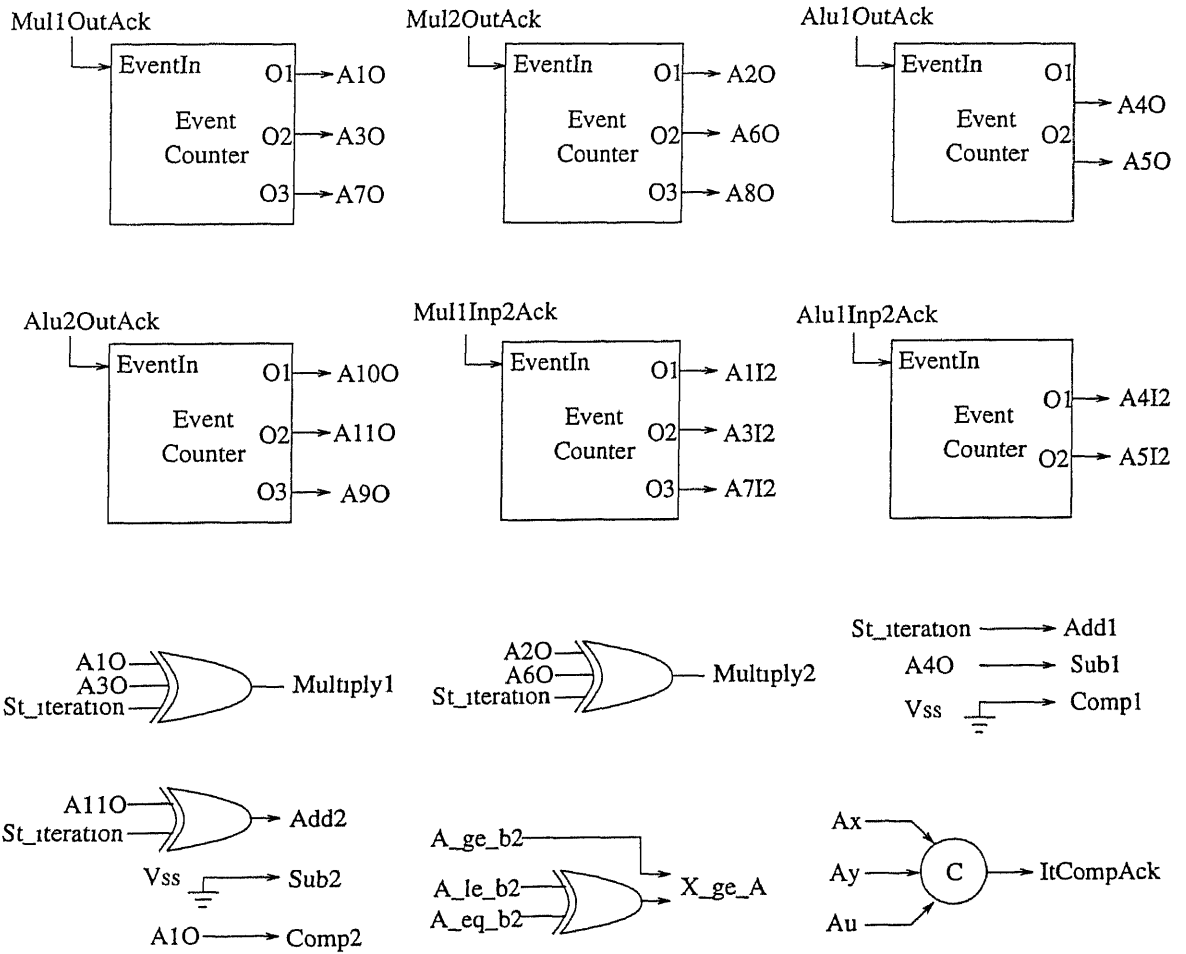 Mul1OutAck
EventIn
O1
A1O
Event
Counter
O2
A3O
O3
A7O
Mul2OutAck
EventIn
O1
A2O
Event
Counter
O2
A6O
O3
A8O
Alu1OutAck
EventIn
O1
A4O
Event
Counter
O2
A5O
Alu2OutAck
EventIn
O1
A10O
Event
Counter
O2
A11O
O3
A9O
Mul1Inp2Ack
EventIn
O1
A1I2
Event
Counter
O2
A3I2
O3
A7I2
Alu1Inp2Ack
EventIn
O1
A4I2
Event
Counter
O2
A5I2
A1O
A3O
St_iteration
Multiply1
A2O
A6O
St_iteration
Multiply2
St_iteration
Add1
A4O
Sub1
Vss
Comp1
A11O
St_iteration
Add2
Vss
Sub2
A1O
Comp2
A_ge_b2
A_le_b2
A_eq_b2
X_ge_A
Ax
Ay
Au
C
ItCompAck